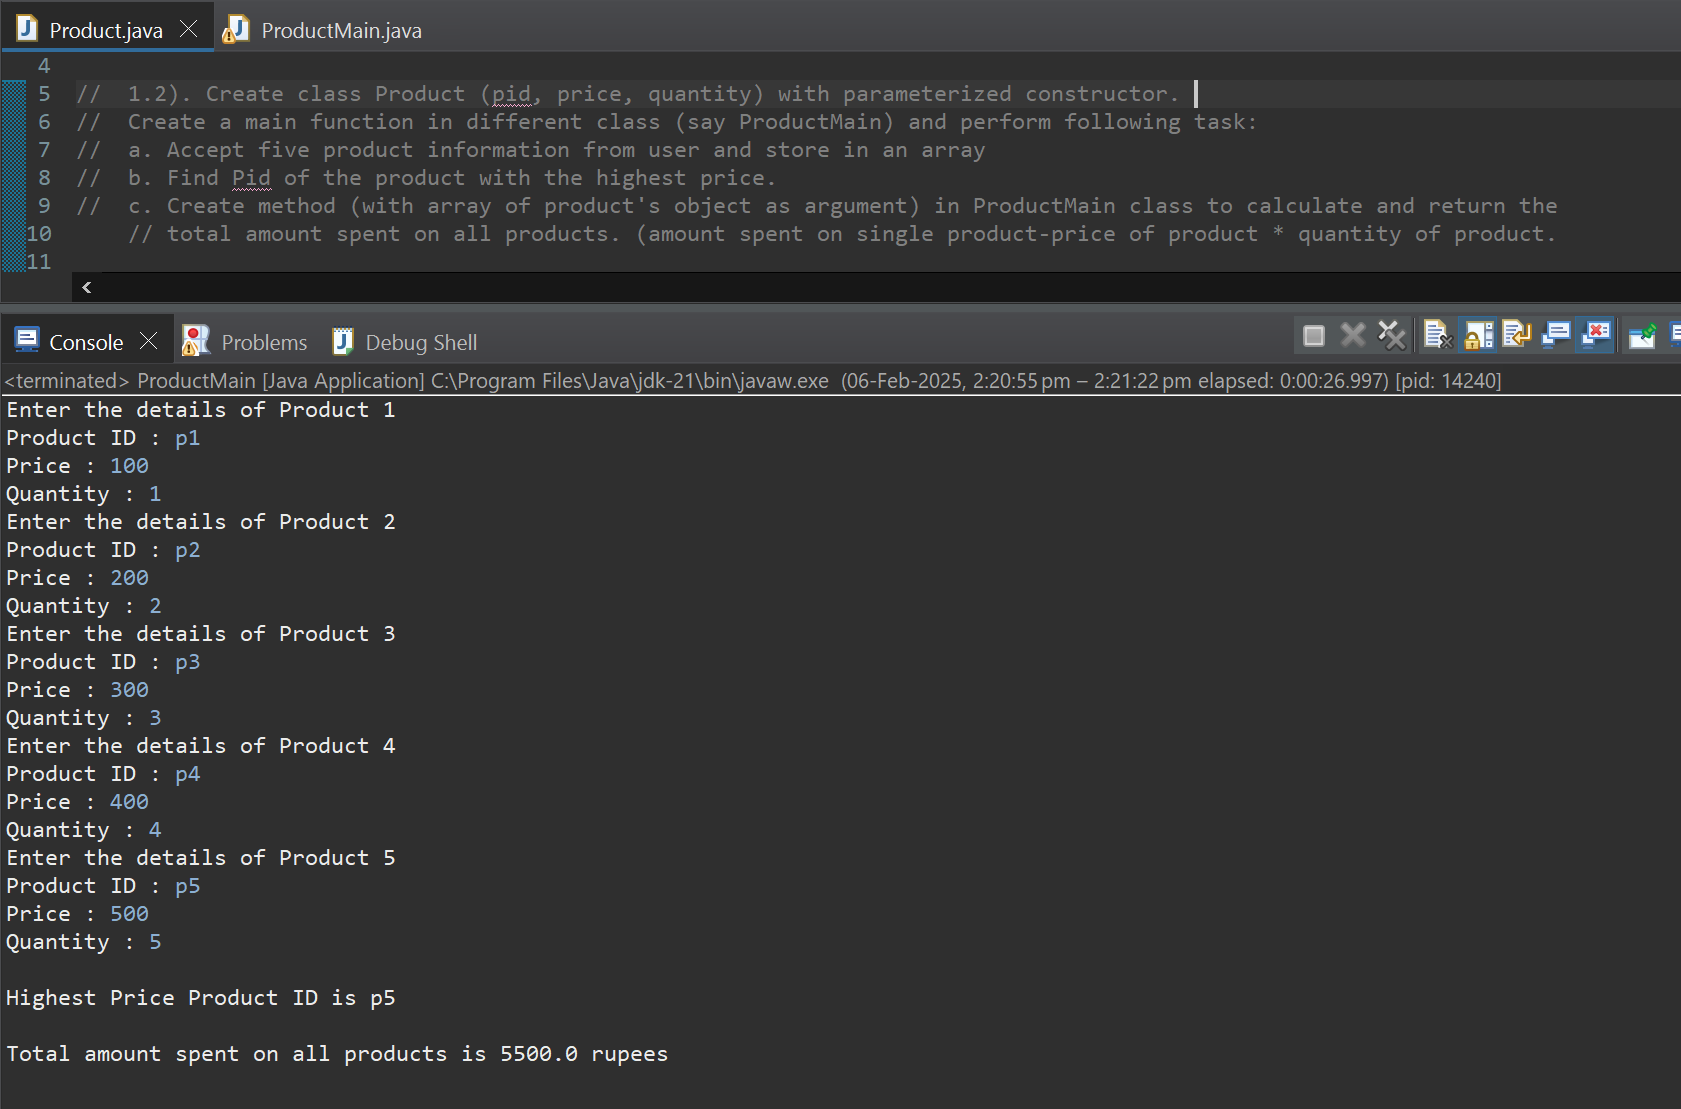 Product.java
ProductMain.java
4
5 // 1.2). Create class Product (pid, price, quantity) with parameterized constructor.
6 // Create a main function in different class (say ProductMain) and perform following task:
7 // a. Accept five product information from user and store in an array
8 // b. Find Pid of the product with the highest price.
9 // c. Create method (with array of product's object as argument) in ProductMain class to calculate and return the
10 // total amount spent on all products. (amount spent on single product-price of product * quantity of product.
11
Console Problems Debug Shell
<terminated> ProductMain [Java Application] C:\Program Files\Java\jdk-21\bin\javaw.exe (06-Feb-2025, 2:20:55 pm – 2:21:22 pm elapsed: 0:00:26.997) [pid: 14240]
Enter the details of Product 1
Product ID : p1
Price : 100
Quantity : 1
Enter the details of Product 2
Product ID : p2
Price : 200
Quantity : 2
Enter the details of Product 3
Product ID : p3
Price : 300
Quantity : 3
Enter the details of Product 4
Product ID : p4
Price : 400
Quantity : 4
Enter the details of Product 5
Product ID : p5
Price : 500
Quantity : 5
Highest Price Product ID is p5
Total amount spent on all products is 5500.0 rupees